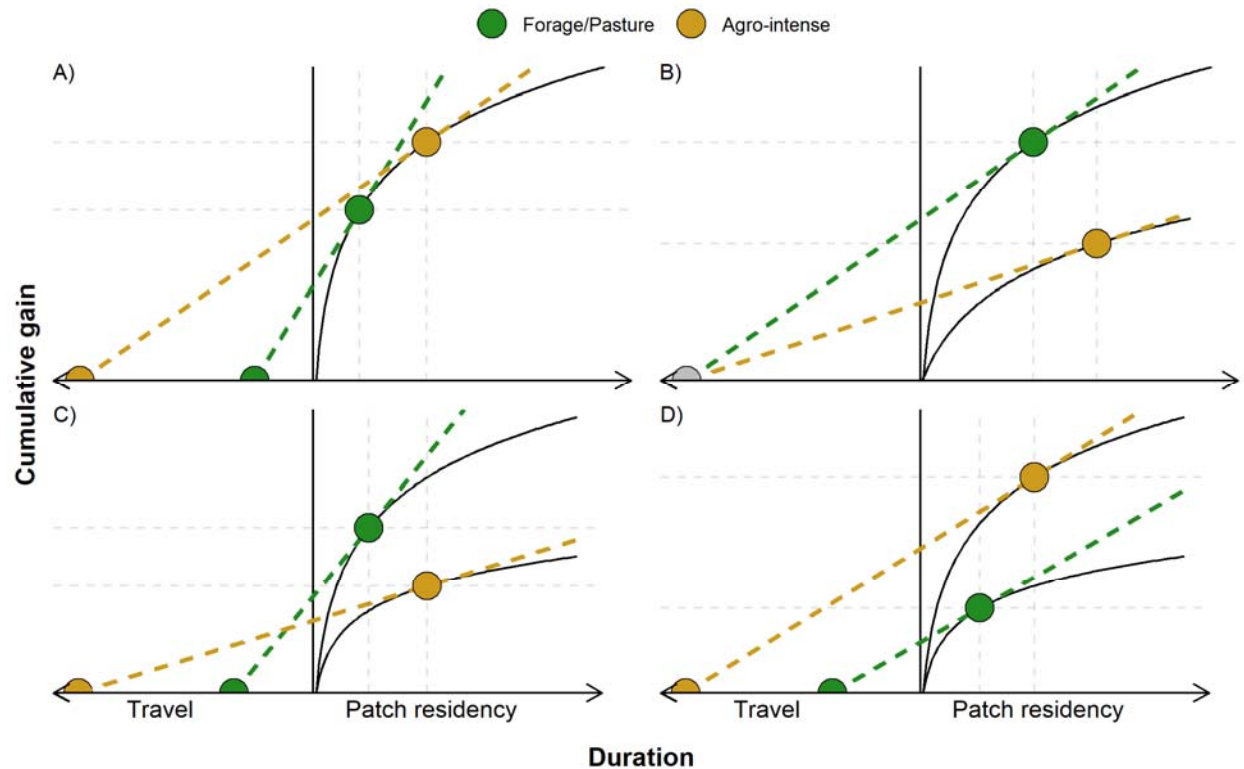 Forage/Pasture Agro-intense
A) B)
Cumulative gain
C) D)
Travel Patch residency Travel Patch residency
Duration